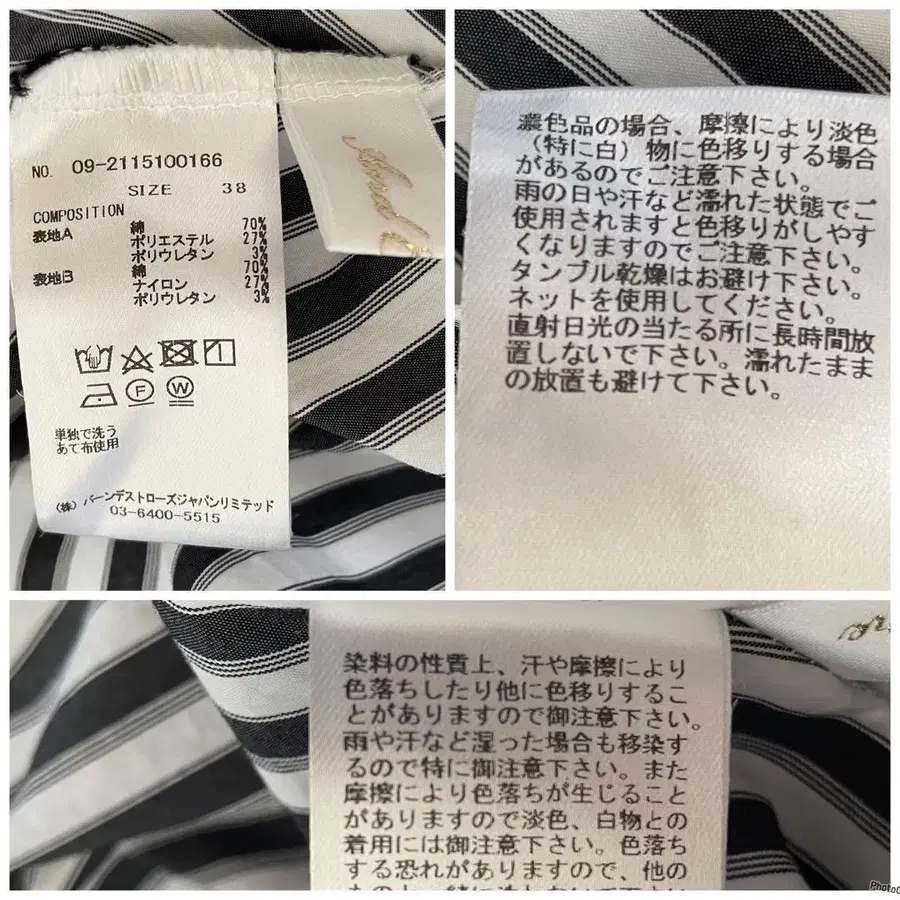 NO. 09-2115100166
SIZE 38
COMPOSITION
表地A 綿 70%
ポリエステル 27%
ポリウレタン 3%
表地B 綿 70%
ナイロン 27%
ポリウレタン 3%
F W
単独で洗う
あて布使用
(株) バーンデストローズジャパンリミテッド
03-6400-5515
濃色品の場合、摩擦により淡色
(特に白)物に色移りする場合
があるのでご注意下さい。
雨の日や汗など濡れた状態でご
使用されますと色移りがしやす
くなりますのでご注意下さい。
タンブル乾燥はお避け下さい。
ネットを使用してください。
直射日光の当たる所に長時間放
置しないで下さい。濡れたまま
の放置も避けて下さい。
染料の性質上、汗や摩擦により
色落ちしたり他に色移りするこ
とがありますので御注意下さい。
雨や汗など湿った場合も移染す
るので特に御注意下さい。また
摩擦により色落ちが生じること
がありますので淡色、白物との
着用には御注意下さい。色落ち
する恐れがありますので、他の